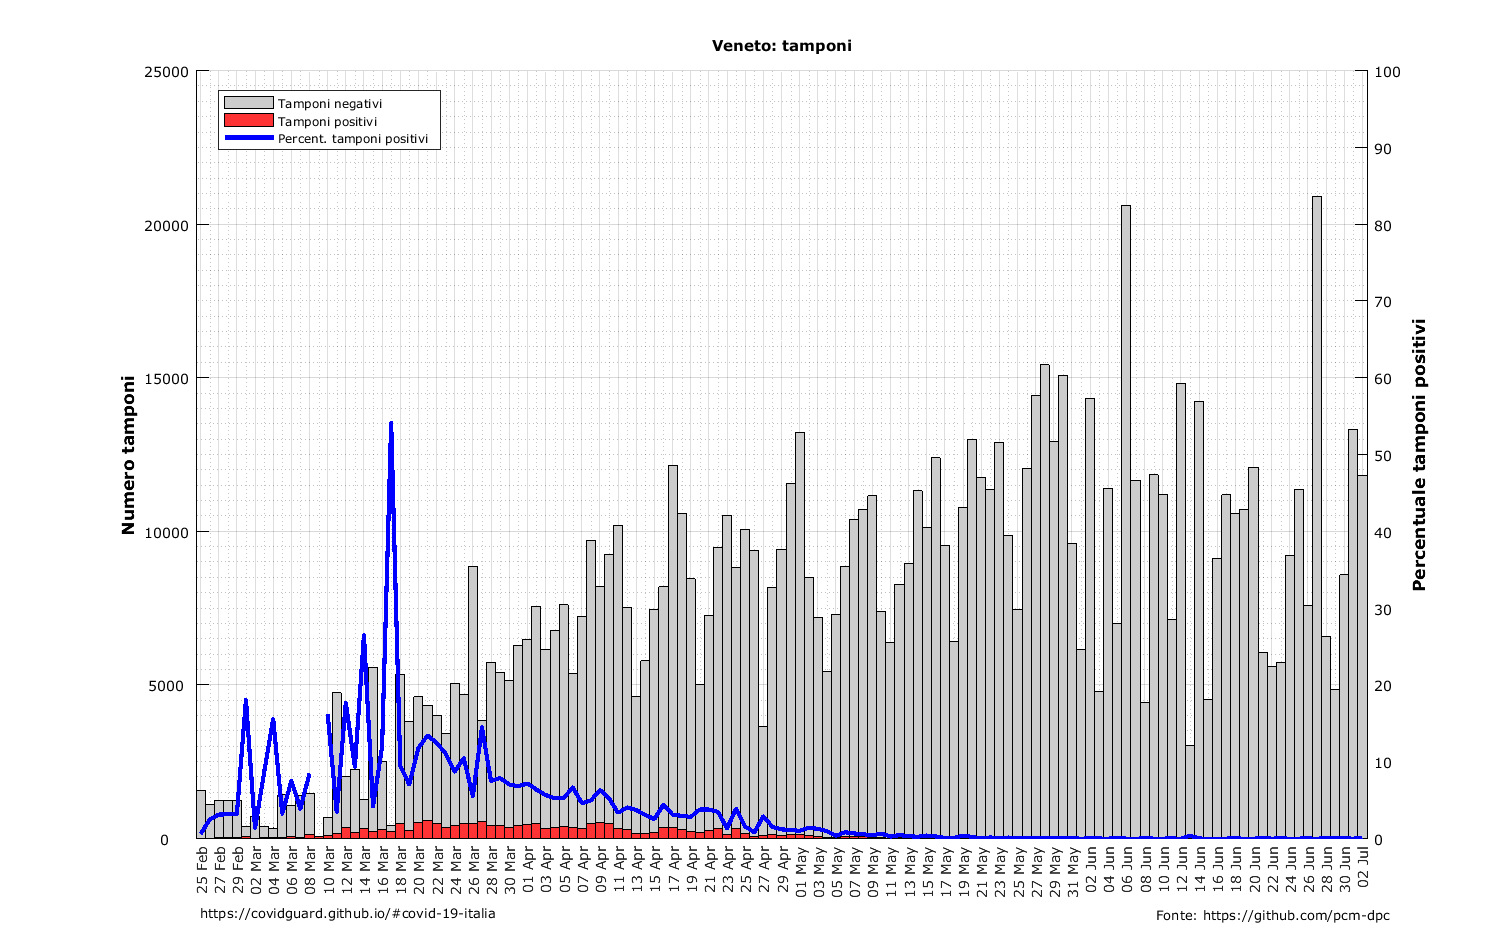 Veneto: tamponi
Tamponi negativi
Tamponi positivi
Percent. tamponi positivi
Numero tamponi
25000
20000
15000
10000
5000
0
100
90
80
70
60
50
40
30
20
10
0
Percentuale tamponi positivi
25 Feb
27 Feb
29 Feb
02 Mar
04 Mar
06 Mar
08 Mar
10 Mar
12 Mar
14 Mar
16 Mar
18 Mar
20 Mar
22 Mar
24 Mar
26 Mar
28 Mar
30 Mar
01 Apr
03 Apr
05 Apr
07 Apr
09 Apr
11 Apr
13 Apr
15 Apr
17 Apr
19 Apr
21 Apr
23 Apr
25 Apr
27 Apr
29 Apr
01 May
03 May
05 May
07 May
09 May
11 May
13 May
15 May
17 May
19 May
21 May
23 May
25 May
27 May
29 May
31 May
02 Jun
04 Jun
06 Jun
08 Jun
10 Jun
12 Jun
14 Jun
16 Jun
18 Jun
20 Jun
22 Jun
24 Jun
26 Jun
28 Jun
30 Jun
02 Jul
https://covidguard.github.io/#covid-19-italia
Fonte: https://github.com/pcm-dpc